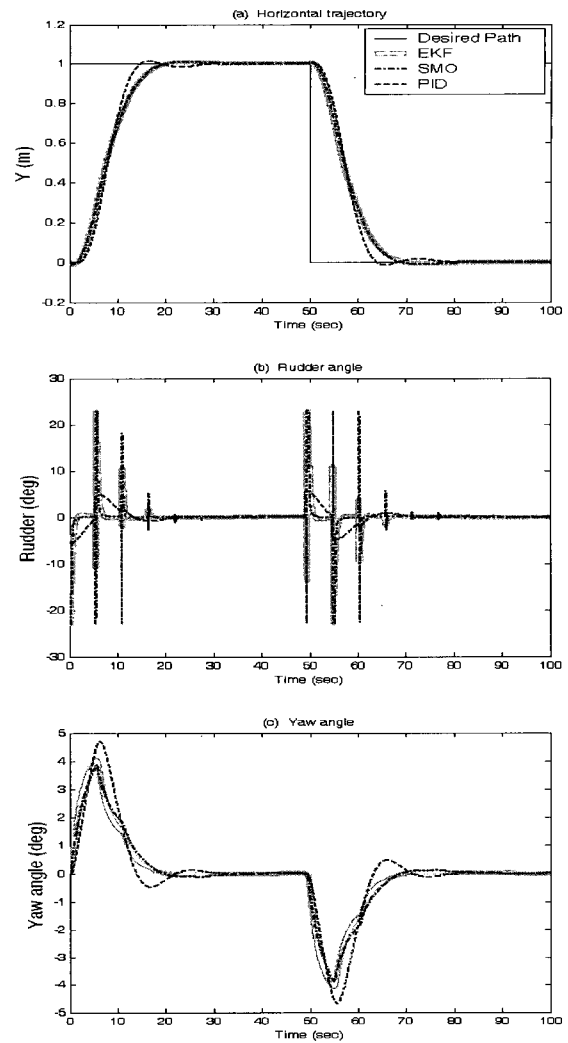 (a) Horizontal trajectory
1.2
1
0.8
0.6
0.4
0.2
0
-0.2
Y (m)
Desired Path
EKF
SMO
PID
0 10 20 30 40 50 60 70 80 90 100
Time (sec)
(b) Rudder angle
30
20
10
0
-10
-20
-30
Rudder (deg)
0 10 20 30 40 50 60 70 80 90 100
Time (sec)
(c) Yaw angle
5
4
3
2
1
0
-1
-2
-3
-4
-5
Yaw angle (deg)
0 10 20 30 40 50 60 70 80 90 100
Time (sec)